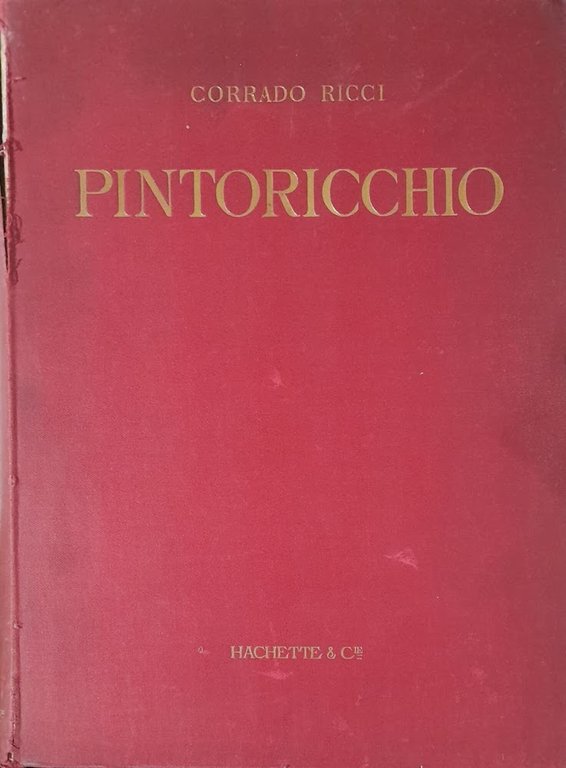 CORRADO RICCI
PINTORICCHIO
HACHETTE & CIE